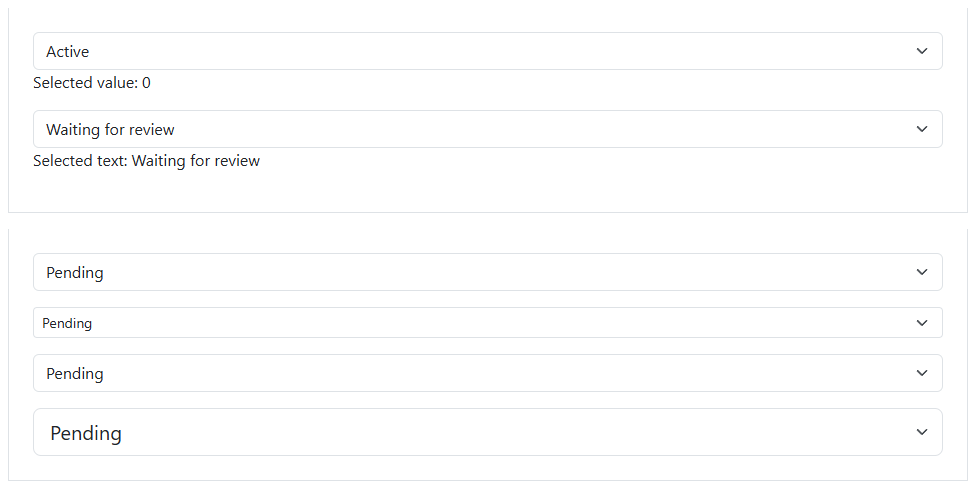 Active
Selected value: 0
Waiting for review
Selected text: Waiting for review
Pending
Pending
Pending
Pending